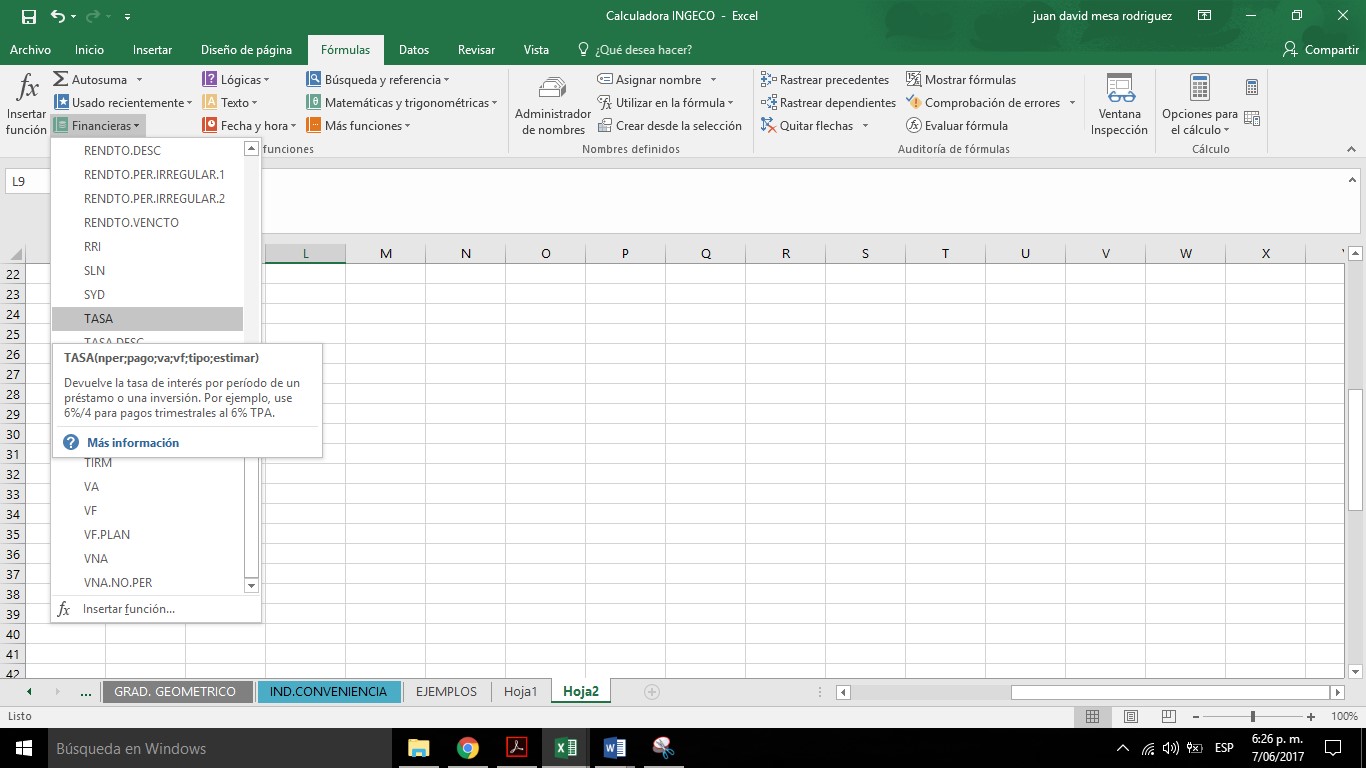 Calculadora INGECO - Excel
juan david mesa rodriguez
Archivo Inicio Insertar Diseño de página Fórmulas Datos Revisar Vista ¿Qué desea hacer? Compartir
Insertar función
Autosuma
Usado recientemente
Financieras
Lógicas
Texto
Fecha y hora
Búsqueda y referencia
Matemáticas y trigonométricas
Más funciones
funciones
Administrador de nombres
Asignar nombre
Utilizar en la fórmula
Crear desde la selección
Nombres definidos
Rastrear precedentes
Rastrear dependientes
Quitar flechas
Mostrar fórmulas
Comprobación de errores
Evaluar fórmula
Auditoría de fórmulas
Ventana Inspección
Opciones para el cálculo
Cálculo
L9
RENDTO.DESC
RENDTO.PER.IRREGULAR.1
RENDTO.PER.IRREGULAR.2
RENDTO.VENCTO
RRI
SLN
SYD
TASA
TASA.DESC
TASA(nper;pago;va;vf;tipo;estimar)
Devuelve la tasa de interés por período de un
préstamo o una inversión. Por ejemplo, use
6%/4 para pagos trimestrales al 6% TPA.
Más información
TIRM
VA
VF
VF.PLAN
VNA
VNA.NO.PER
Insertar función...
L M N O P Q R S T U V W X
22
23
24
25
26
27
28
29
30
31
32
33
34
35
36
37
38
39
40
41
42
... GRAD. GEOMETRICO IND.CONVENIENCIA EJEMPLOS Hoja1 Hoja2
Listo
100%
Búsqueda en Windows
ESP
6:26 p. m.
7/06/2017